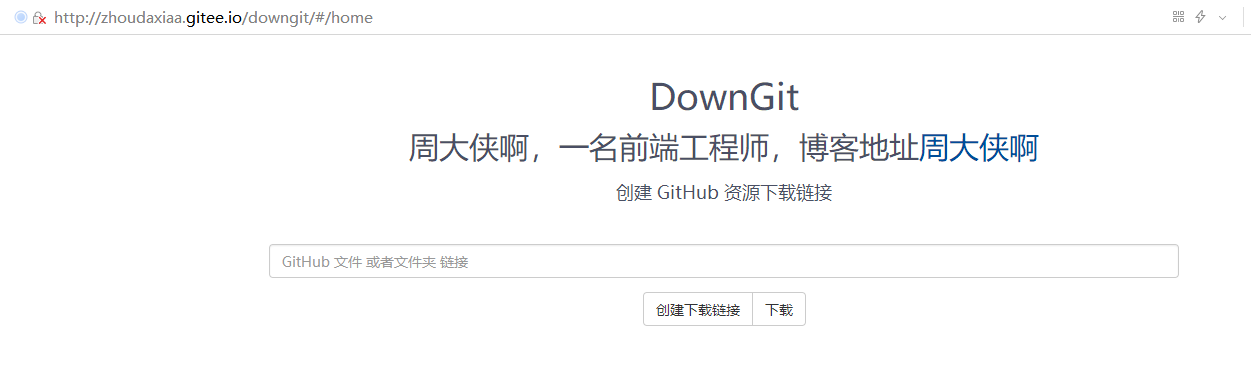 http://zhoudaxiaa.gitee.io/downgit/#/home
DownGit
周大侠啊，一名前端工程师，博客地址周大侠啊
创建 GitHub 资源下载链接
GitHub 文件 或者文件夹 链接
创建下载链接 下载